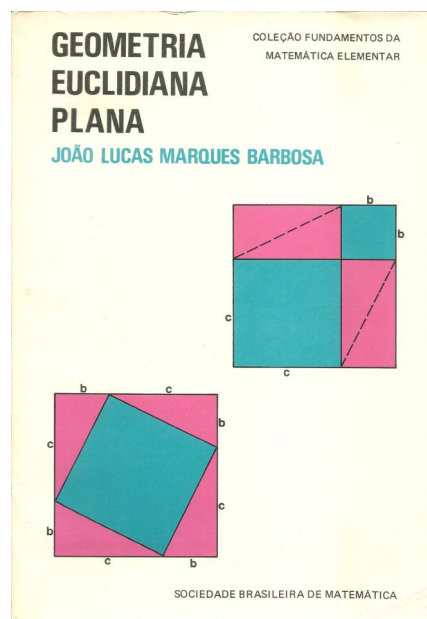 GEOMETRIA
EUCLIDIANA
PLANA
COLEÇÃO FUNDAMENTOS DA
MATEMÁTICA ELEMENTAR
JOÃO LUCAS MARQUES BARBOSA
b
b
c
c
b
c
b
c
c
b
c
b
SOCIEDADE BRASILEIRA DE MATEMÁTICA